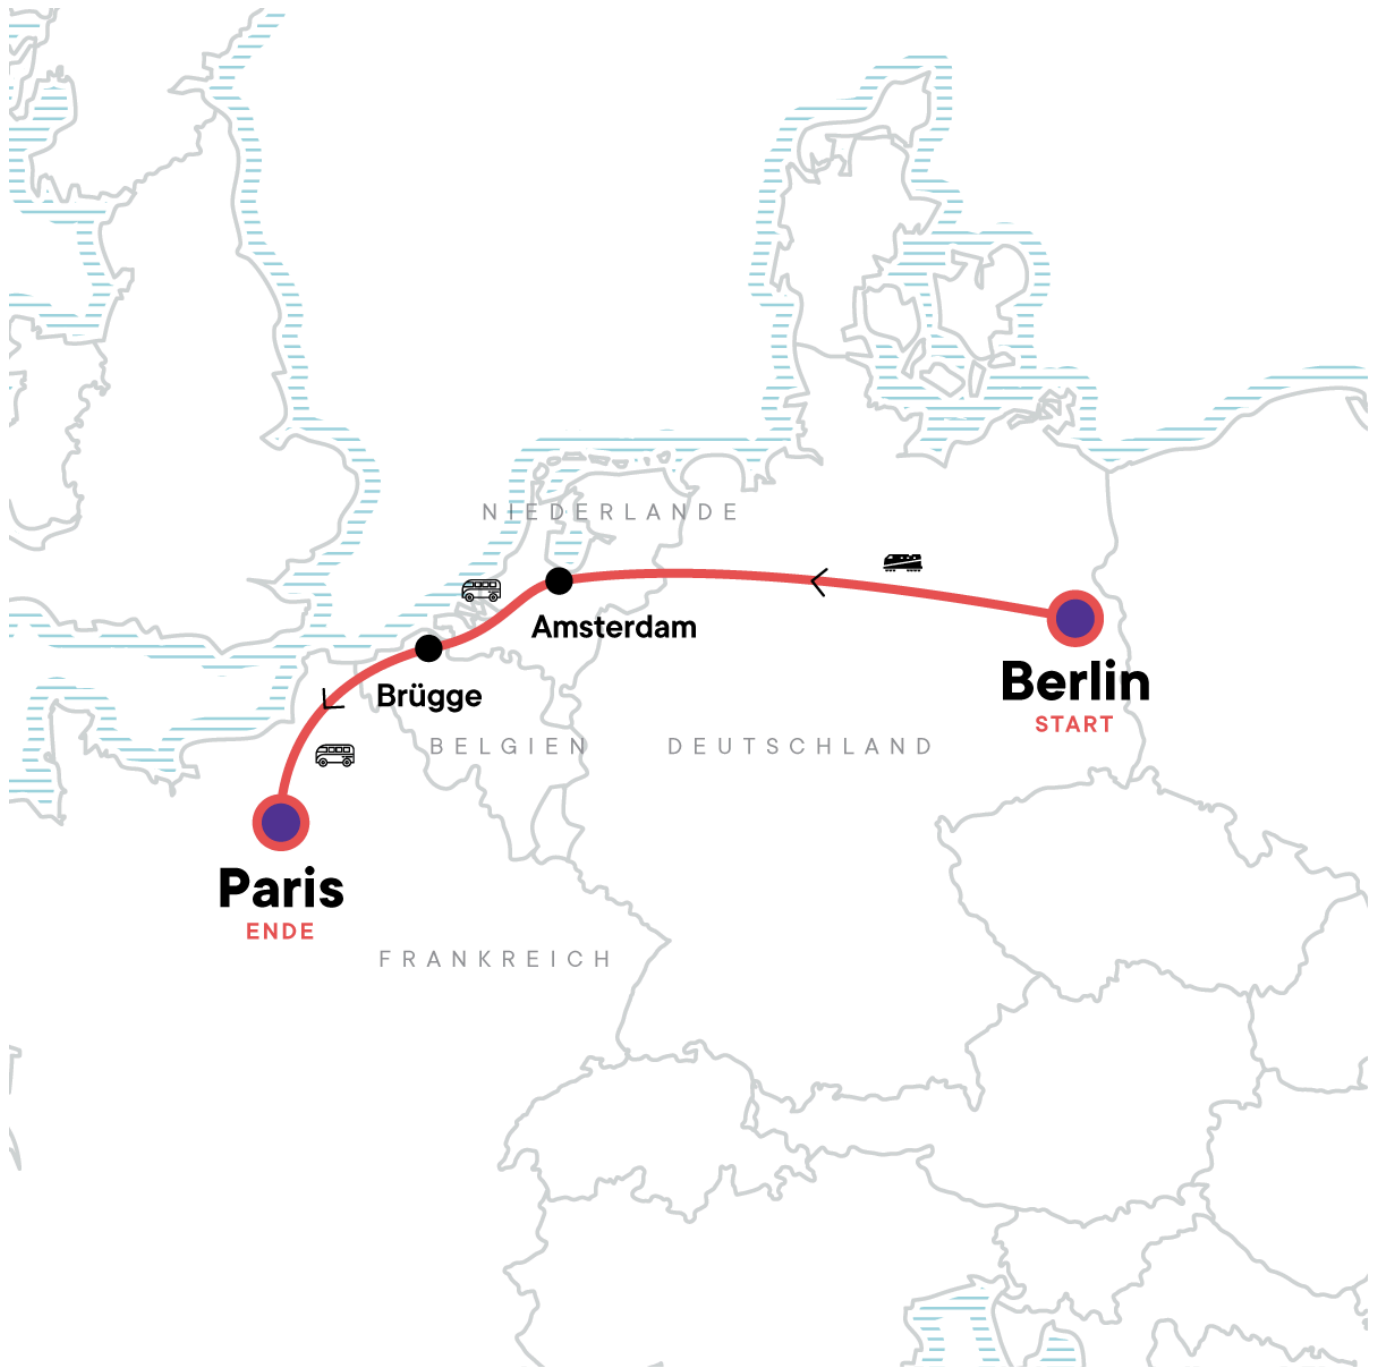 NIEDERLANDE
Amsterdam
Berlin
START
Brügge
BELGIEN
DEUTSCHLAND
Paris
ENDE
FRANKREICH